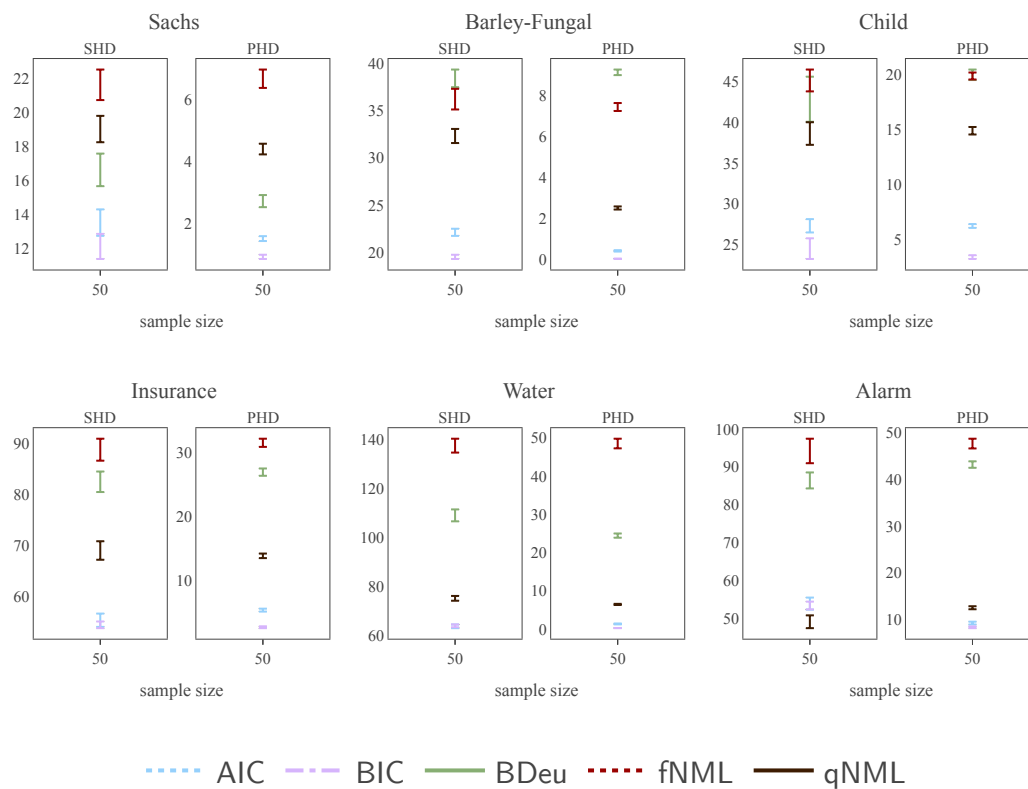 Sachs
Barley-Fungal
Child
SHD
PHD
SHD
PHD
SHD
PHD
22
20
18
16
14
12
6
4
2
40
35
30
25
20
8
6
4
2
0
45
40
35
30
25
20
15
10
5
50
50
50
50
50
50
sample size
sample size
sample size
Insurance
Water
Alarm
SHD
PHD
SHD
PHD
SHD
PHD
90
80
70
60
30
20
10
140
120
100
80
60
50
40
30
20
10
0
100
90
80
70
60
50
50
40
30
20
10
50
50
50
50
50
50
sample size
sample size
sample size
AIC BIC BDeu fNML qNML